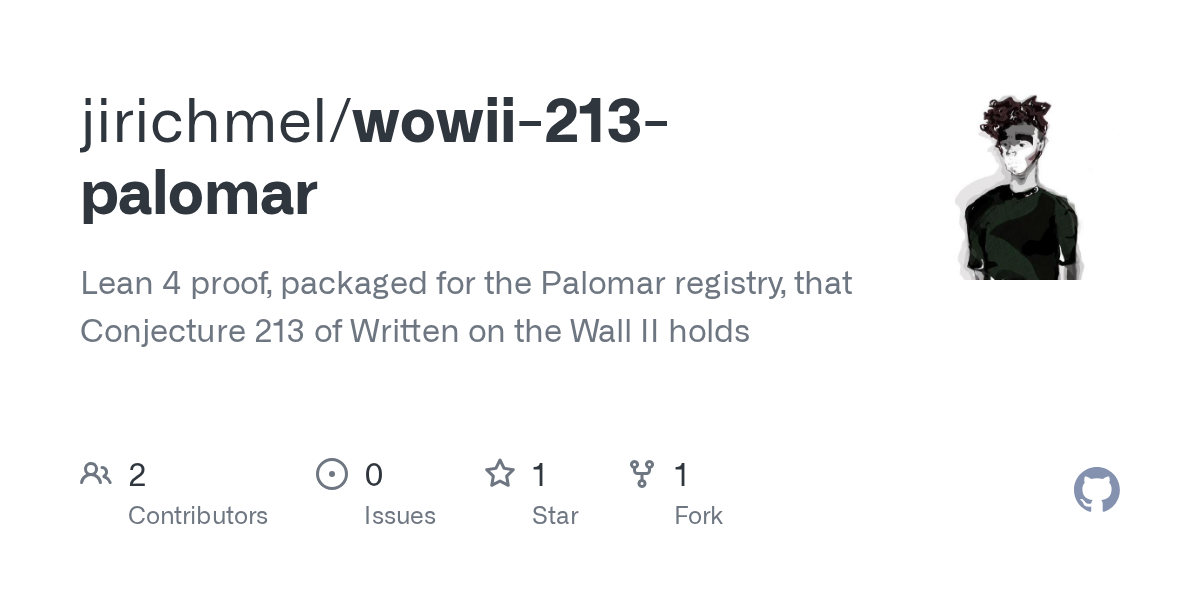 jirichmel/wowii-213-
palomar
Lean 4 proof, packaged for the Palomar registry, that
Conjecture 213 of Written on the Wall II holds
2 0 1 1
Contributors Issues Star Fork